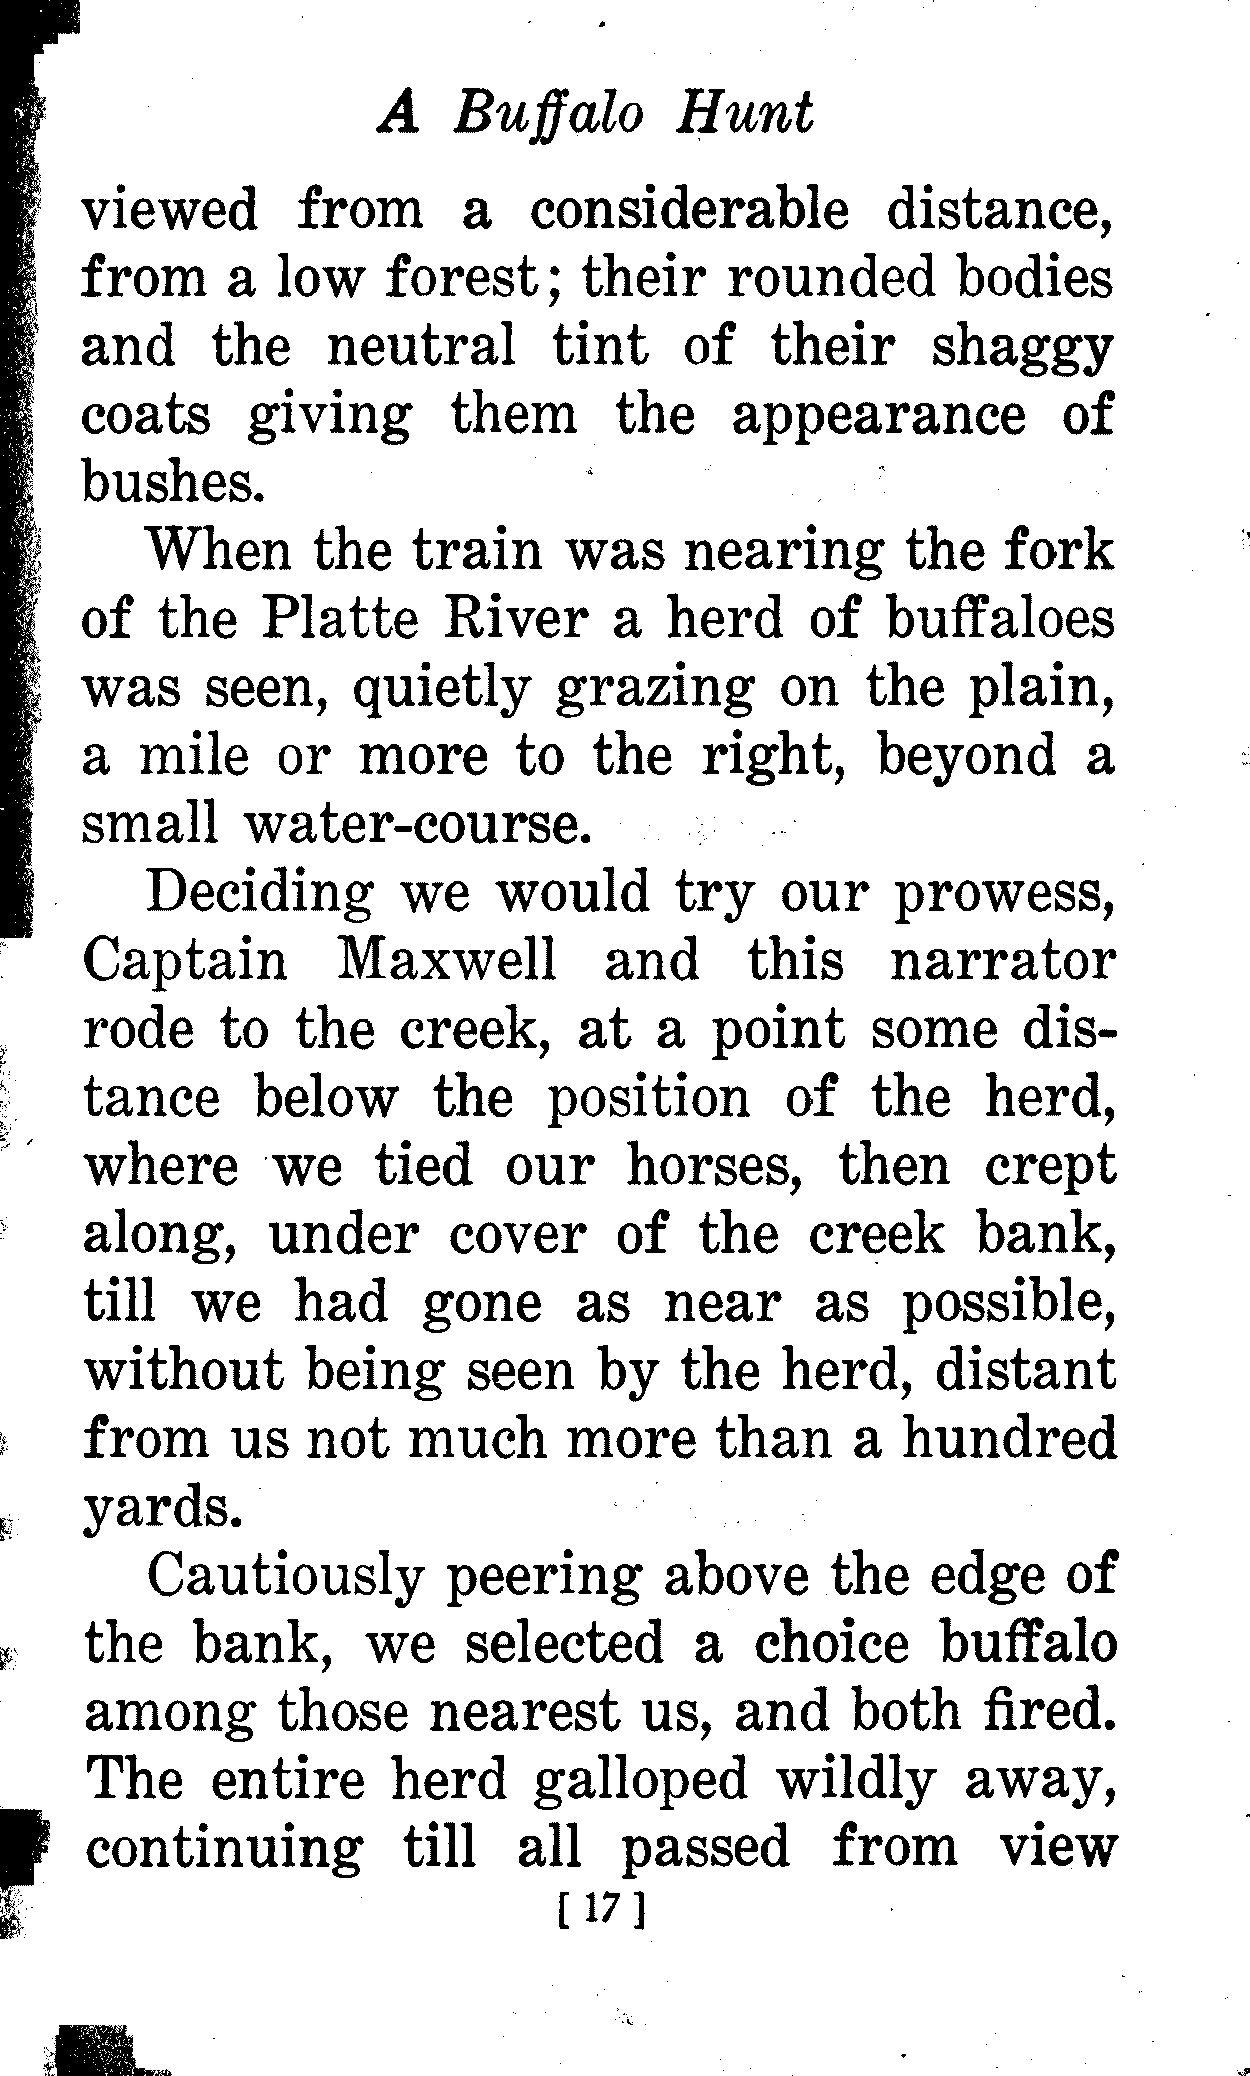 A Buffalo Hunt
viewed from a considerable distance,
from a low forest; their rounded bodies
and the neutral tint of their shaggy
coats giving them the appearance of
bushes.
When the train was nearing the fork
of the Platte River a herd of buffaloes
was seen, quietly grazing on the plain,
a mile or more to the right, beyond a
small water-course.
Deciding we would try our prowess,
Captain Maxwell and this narrator
rode to the creek, at a point some dis-
tance below the position of the herd,
where we tied our horses, then crept
along, under cover of the creek bank,
till we had gone as near as possible,
without being seen by the herd, distant
from us not much more than a hundred
yards.
Cautiously peering above the edge of
the bank, we selected a choice buffalo
among those nearest us, and both fired.
The entire herd galloped wildly away,
continuing till all passed from view
[ 17 ]